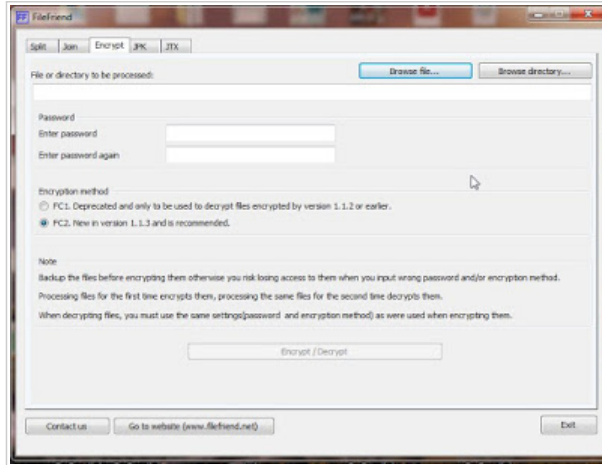 FF FileFriend
Split Join Encrypt JPK JTX
File or directory to be processed: Browse file... Browse directory...
Password
Enter password
Enter password again
Encryption method
FC1. Deprecated and only to be used to decrypt files encrypted by version 1.1.2 or earlier.
FC2. New in version 1.1.3 and is recommended.
Note
Backup the files before encrypting them otherwise you risk losing access to them when you input wrong password and/or encryption method.
Processing files for the first time encrypts them, processing the same files for the second time decrypts them.
When decrypting files, you must use the same settings(password and encryption method) as were used when encrypting them.
Encrypt / Decrypt
Contact us Go to website (www.filefriend.net) Exit